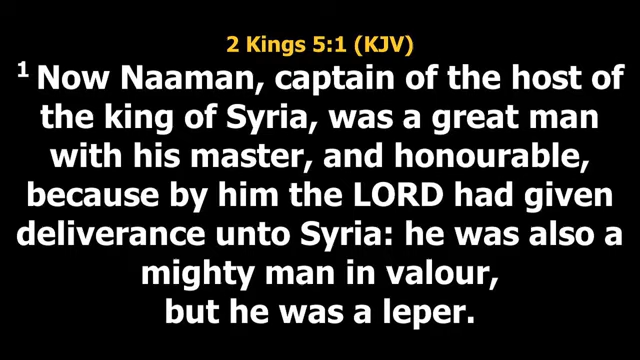 2 Kings 5:1 (KJV)
1 Now Naaman, captain of the host of
the king of Syria, was a great man
with his master, and honourable,
because by him the LORD had given
deliverance unto Syria: he was also a
mighty man in valour,
but he was a leper.